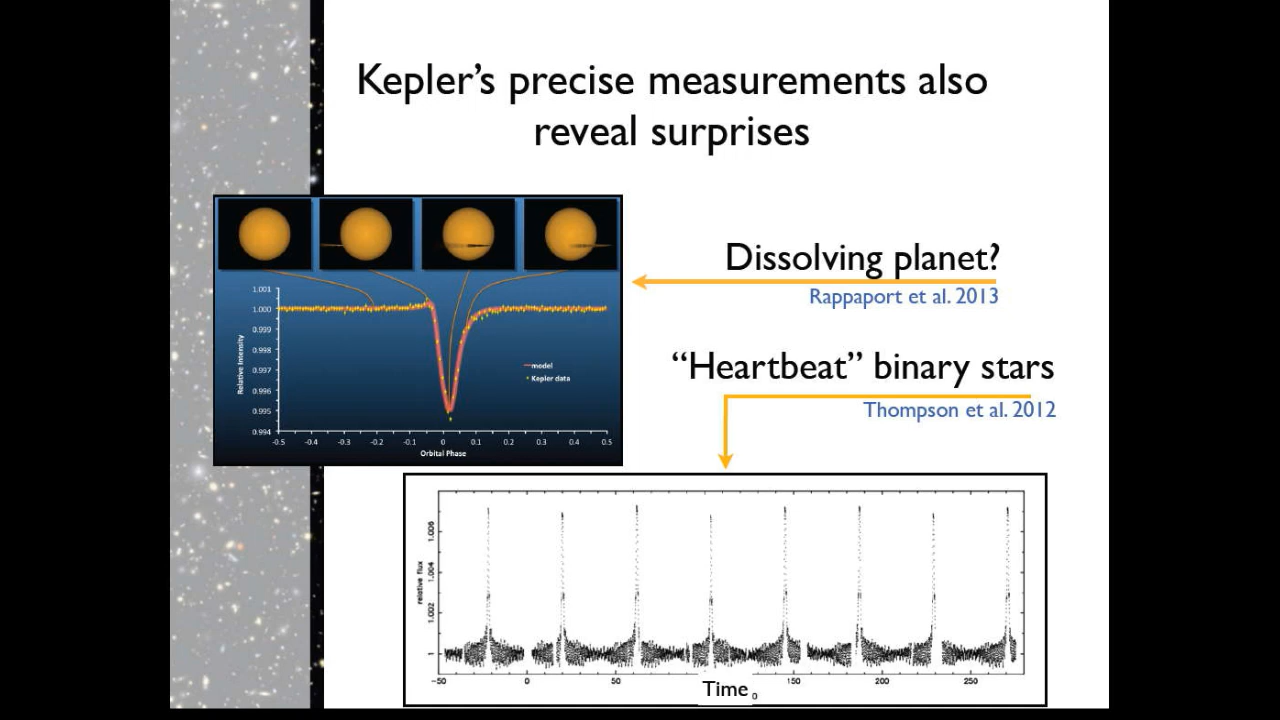 Kepler's precise measurements also
reveal surprises
Dissolving planet?
Rappaport et al. 2013
1.001
1.000
0.999
0.998
0.997
0.996
0.995
0.994
Relative Intensity
model
Kepler data
-0.5 -0.4 -0.3 -0.2 -0.1 0 0.1 0.2 0.3 0.4 0.5
Orbital Phase
"Heartbeat" binary stars
Thompson et al. 2012
relative flux
1.006
1.004
1.002
1
-50 0 50 150 200 250
Time
0